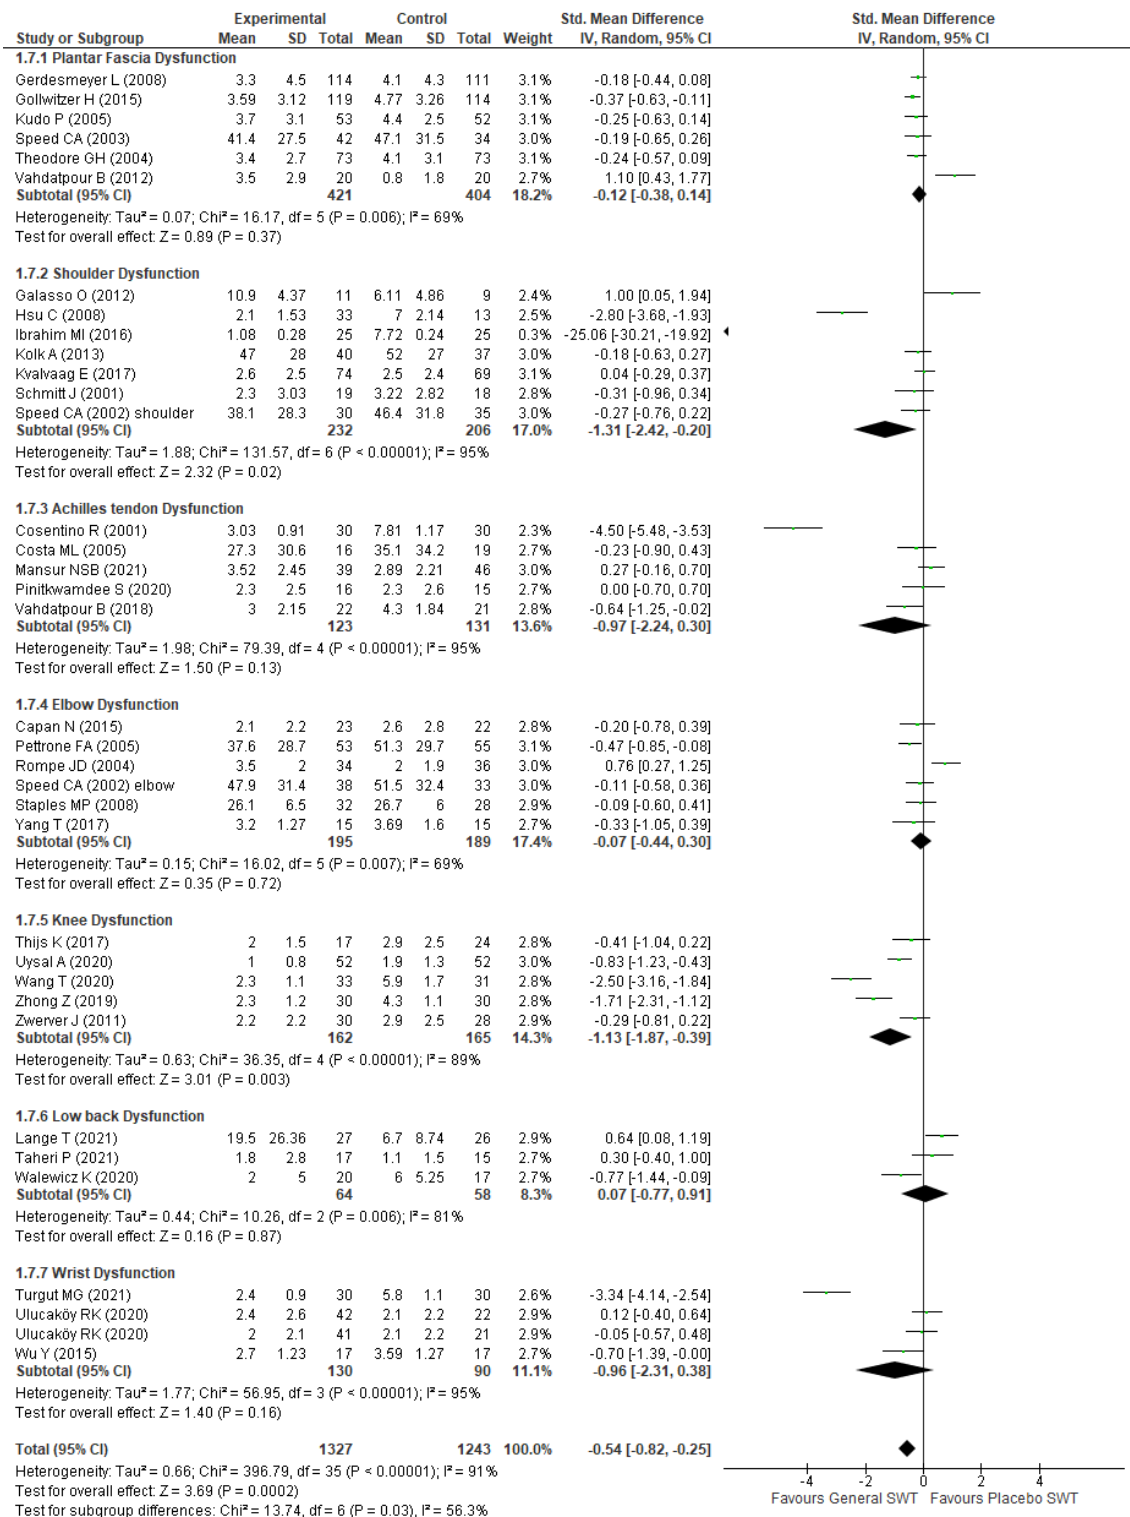 Experimental Control Std. Mean Difference Std. Mean Difference
Study or Subgroup Mean SD Total Mean SD Total Weight IV, Random, 95% CI IV, Random, 95% CI
1.7.1 Plantar Fascia Dysfunction
Gerdesmeyer L (2008) 3.3 4.5 114 4.1 4.3 111 3.1% -0.18 [-0.44, 0.08]
Gollwitzer H (2015) 3.59 3.12 119 4.77 3.26 114 3.1% -0.37 [-0.63, -0.11]
Kudo P (2005) 3.7 3.1 53 4.4 2.5 52 3.1% -0.25 [-0.63, 0.14]
Speed CA (2003) 41.4 27.5 42 47.1 31.5 34 3.0% -0.19 [-0.65, 0.26]
Theodore GH (2004) 3.4 2.7 73 4.1 3.1 73 3.1% -0.24 [-0.57, 0.09]
Vahdatpour B (2012) 3.5 2.9 20 0.8 1.8 20 2.7% 1.10 [0.43, 1.77]
Subtotal (95% CI) 421 404 18.2% -0.12 [-0.38, 0.14]
Heterogeneity: Tau² = 0.07; Chi² = 16.17, df = 5 (P = 0.006); I² = 69%
Test for overall effect: Z = 0.89 (P = 0.37)
1.7.2 Shoulder Dysfunction
Galasso O (2012) 10.9 4.37 11 6.11 4.86 9 2.4% 1.00 [0.05, 1.94]
Hsu C (2008) 2.1 1.53 33 7 2.14 13 2.5% -2.80 [-3.68, -1.93]
Ibrahim MI (2016) 1.08 0.28 25 7.72 0.24 25 0.3% -25.06 [-30.21, -19.92]
Kolk A (2013) 47 28 40 52 27 37 3.0% -0.18 [-0.63, 0.27]
Kvalvaag E (2017) 2.6 2.5 74 2.5 2.4 69 3.1% 0.04 [-0.29, 0.37]
Schmitt J (2001) 2.3 3.03 19 3.22 2.82 18 2.8% -0.31 [-0.96, 0.34]
Speed CA (2002) shoulder 38.1 28.3 30 46.4 31.8 35 3.0% -0.27 [-0.76, 0.22]
Subtotal (95% CI) 232 206 17.0% -1.31 [-2.42, -0.20]
Heterogeneity: Tau² = 1.88; Chi² = 131.57, df = 6 (P < 0.00001); I² = 95%
Test for overall effect: Z = 2.32 (P = 0.02)
1.7.3 Achilles tendon Dysfunction
Cosentino R (2001) 3.03 0.91 30 7.81 1.17 30 2.3% -4.50 [-5.48, -3.53]
Costa ML (2005) 27.3 30.6 16 35.1 34.2 19 2.7% -0.23 [-0.90, 0.43]
Mansur NSB (2021) 3.52 2.45 39 2.89 2.21 46 3.0% 0.27 [-0.16, 0.70]
Pinitkwamdee S (2020) 2.3 2.5 16 2.3 2.6 15 2.7% 0.00 [-0.70, 0.70]
Vahdatpour B (2018) 3 2.15 22 4.3 1.84 21 2.8% -0.64 [-1.25, -0.02]
Subtotal (95% CI) 123 131 13.6% -0.97 [-2.24, 0.30]
Heterogeneity: Tau² = 1.98; Chi² = 79.39, df = 4 (P < 0.00001); I² = 95%
Test for overall effect: Z = 1.50 (P = 0.13)
1.7.4 Elbow Dysfunction
Capan N (2015) 2.1 2.2 23 2.6 2.8 22 2.8% -0.20 [-0.78, 0.39]
Pettrone FA (2005) 37.6 28.7 53 51.3 29.7 55 3.1% -0.47 [-0.85, -0.08]
Rompe JD (2004) 3.5 2 34 2 1.9 36 3.0% 0.76 [0.27, 1.25]
Speed CA (2002) elbow 47.9 31.4 38 51.5 32.4 33 3.0% -0.11 [-0.58, 0.36]
Staples MP (2008) 26.1 6.5 32 26.7 6 28 2.9% -0.09 [-0.60, 0.41]
Yang T (2017) 3.2 1.27 15 3.69 1.6 15 2.7% -0.33 [-1.05, 0.39]
Subtotal (95% CI) 195 189 17.4% -0.07 [-0.44, 0.30]
Heterogeneity: Tau² = 0.15; Chi² = 16.02, df = 5 (P = 0.007); I² = 69%
Test for overall effect: Z = 0.35 (P = 0.72)
1.7.5 Knee Dysfunction
Thijs K (2017) 2 1.5 17 2.9 2.5 24 2.8% -0.41 [-1.04, 0.22]
Uysal A (2020) 1 0.8 52 1.9 1.3 52 3.0% -0.83 [-1.23, -0.43]
Wang T (2020) 2.3 1.1 33 5.9 1.7 31 2.7% -2.50 [-3.16, -1.84]
Zhong Z (2019) 2.3 1.2 30 4.3 1.1 30 2.8% -1.71 [-2.31, -1.12]
Zwerver J (2011) 2.2 2.2 30 2.9 2.5 28 2.9% -0.29 [-0.81, 0.22]
Subtotal (95% CI) 162 165 14.3% -1.13 [-1.87, -0.39]
Heterogeneity: Tau² = 0.63; Chi² = 36.35, df = 4 (P < 0.00001); I² = 89%
Test for overall effect: Z = 3.01 (P = 0.003)
1.7.6 Low back Dysfunction
Lange T (2021) 19.5 26.36 27 6.7 8.74 26 2.9% 0.64 [0.08, 1.19]
Taheri P (2021) 1.8 2.8 17 1.1 1.5 15 2.7% 0.30 [-0.40, 1.00]
Walewicz K (2020) 2 5 20 6 5.25 17 2.7% -0.77 [-1.44, -0.09]
Subtotal (95% CI) 64 58 8.3% 0.07 [-0.77, 0.91]
Heterogeneity: Tau² = 0.44; Chi² = 10.26, df = 2 (P = 0.006); I² = 81%
Test for overall effect: Z = 0.16 (P = 0.87)
1.7.7 Wrist Dysfunction
Turgut MG (2021) 2.4 0.9 30 5.8 1.1 30 2.6% -3.34 [-4.14, -2.54]
Ulucaköy RK (2020) 2.4 2.6 42 2.1 2.2 22 2.9% 0.12 [-0.40, 0.64]
Ulucaköy RK (2020) 2 2.1 41 2.1 2.2 21 2.9% -0.05 [-0.57, 0.48]
Wu Y (2015) 2.7 1.23 17 3.59 1.27 17 2.7% -0.70 [-1.39, -0.00]
Subtotal (95% CI) 130 90 11.1% -0.96 [-2.31, 0.38]
Heterogeneity: Tau² = 1.77; Chi² = 56.95, df = 3 (P < 0.00001); I² = 95%
Test for overall effect: Z = 1.40 (P = 0.16)
Total (95% CI) 1327 1243 100.0% -0.54 [-0.82, -0.25]
Heterogeneity: Tau² = 0.66; Chi² = 396.79, df = 35 (P < 0.00001); I² = 91%
Test for overall effect: Z = 3.69 (P = 0.0002)
Test for subgroup differences: Chi² = 13.74, df = 6 (P = 0.03), I² = 56.3%
-4 -2 0 2 4
Favours General SWT Favours Placebo SWT